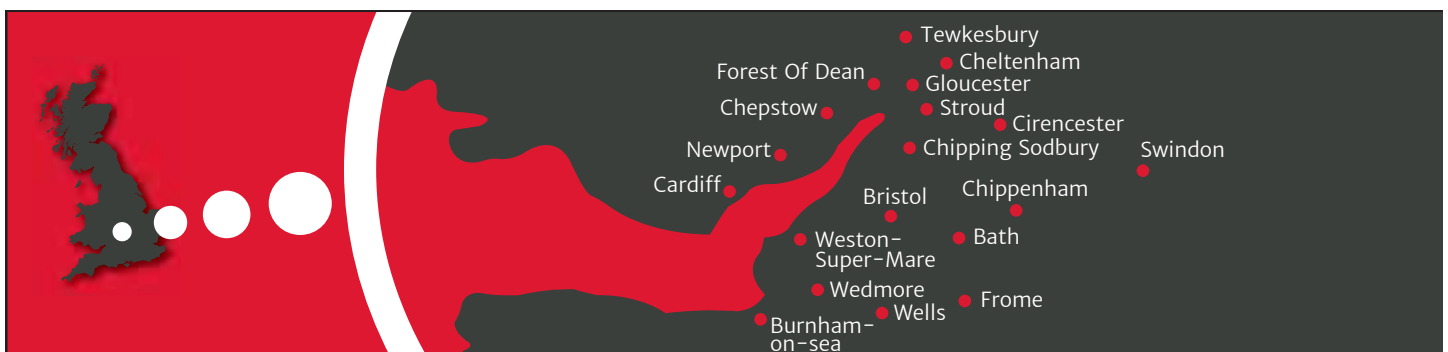 Tewkesbury
Cheltenham
Forest Of Dean
Gloucester
Chepstow
Stroud
Cirencester
Newport
Chipping Sodbury
Swindon
Cardiff
Chippenham
Bristol
Weston-
Super-Mare
Bath
Wedmore
Frome
Wells
Burnham-
on-sea